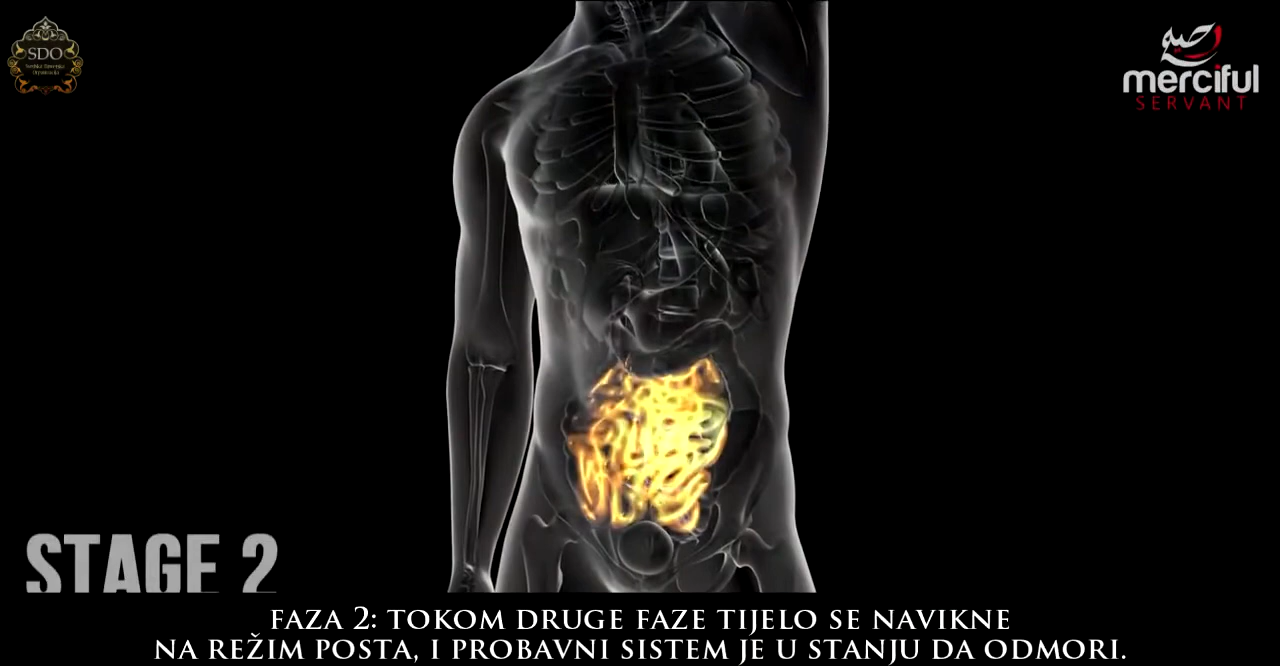 SDO
merciful
SERVANT
STAGE 2
FAZA 2: TOKOM DRUGE FAZE TIJELO SE NAVIKNE
NA REŽIM POSTA, I PROBAVNI SISTEM JE U STANJU DA ODMORI.